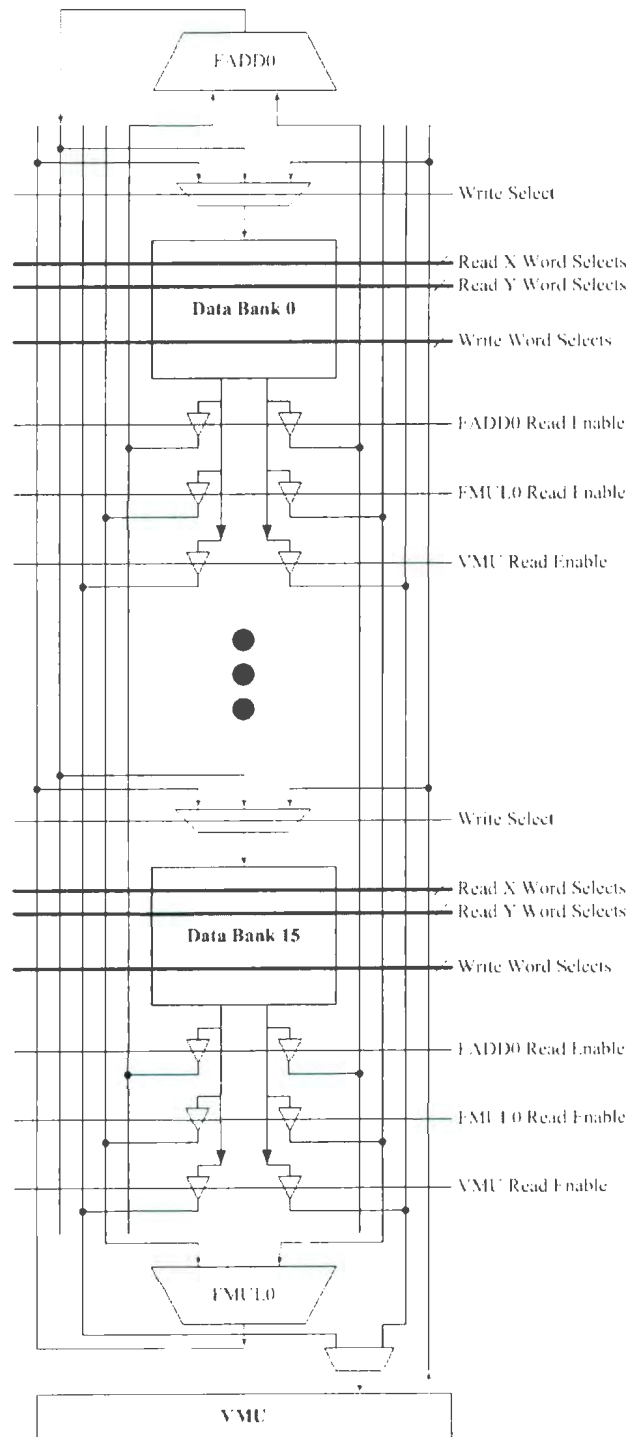 FADD0
Write Select
Read X Word Selects
Read Y Word Selects
Data Bank 0
Write Word Selects
FADD0 Read Enable
FMUL0 Read Enable
VMU Read Enable
Write Select
Read X Word Selects
Read Y Word Selects
Data Bank 15
Write Word Selects
FADD0 Read Enable
FMUL0 Read Enable
VMU Read Enable
FMUL0
VMU